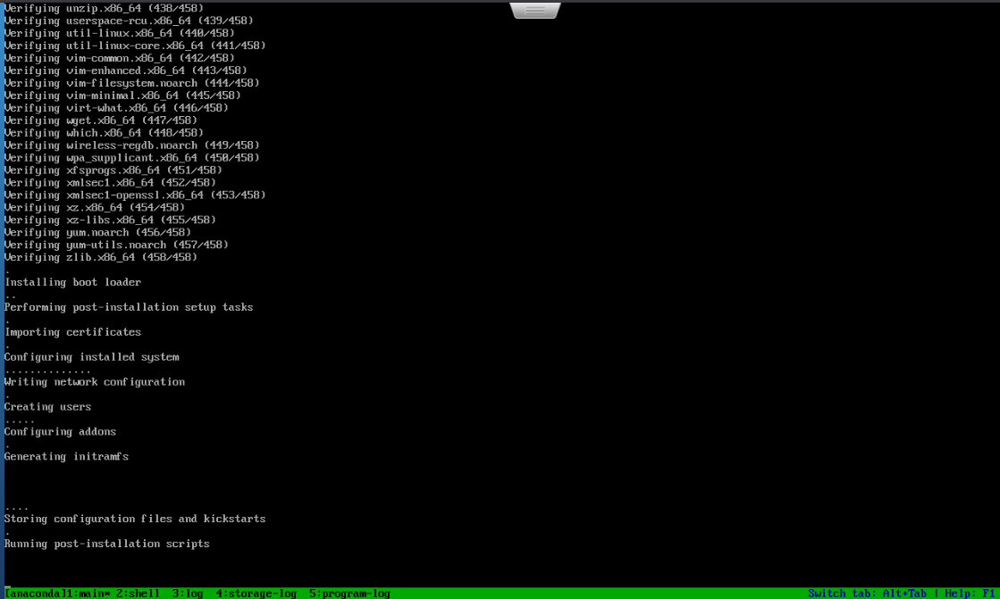 Verifying unzip.x86_64 (438/458)
Verifying userspace-rcu.x86_64 (439/458)
Verifying util-linux.x86_64 (440/458)
Verifying util-linux-core.x86_64 (441/458)
Verifying vim-common.x86_64 (442/458)
Verifying vim-enhanced.x86_64 (443/458)
Verifying vim-filesystem.noarch (444/458)
Verifying vim-minimal.x86_64 (445/458)
Verifying virt-what.x86_64 (446/458)
Verifying wget.x86_64 (447/458)
Verifying which.x86_64 (448/458)
Verifying wireless-regdb.noarch (449/458)
Verifying wpa_supplicant.x86_64 (450/458)
Verifying xfsprogs.x86_64 (451/458)
Verifying xmlsec1.x86_64 (452/458)
Verifying xmlsec1-openssl.x86_64 (453/458)
Verifying xz.x86_64 (454/458)
Verifying xz-libs.x86_64 (455/458)
Verifying yum.noarch (456/458)
Verifying yum-utils.noarch (457/458)
Verifying zlib.x86_64 (458/458)
.
Installing boot loader
..
Performing post-installation setup tasks
.
Importing certificates
.
Configuring installed system
..............
Writing network configuration
.
Creating users
.....
Configuring addons
.
Generating initramfs
....
Storing configuration files and kickstarts
.
Running post-installation scripts
[anaconda]1:main* 2:shell  3:log  4:storage-log  5:program-log Switch tab: Alt+Tab | Help: F1